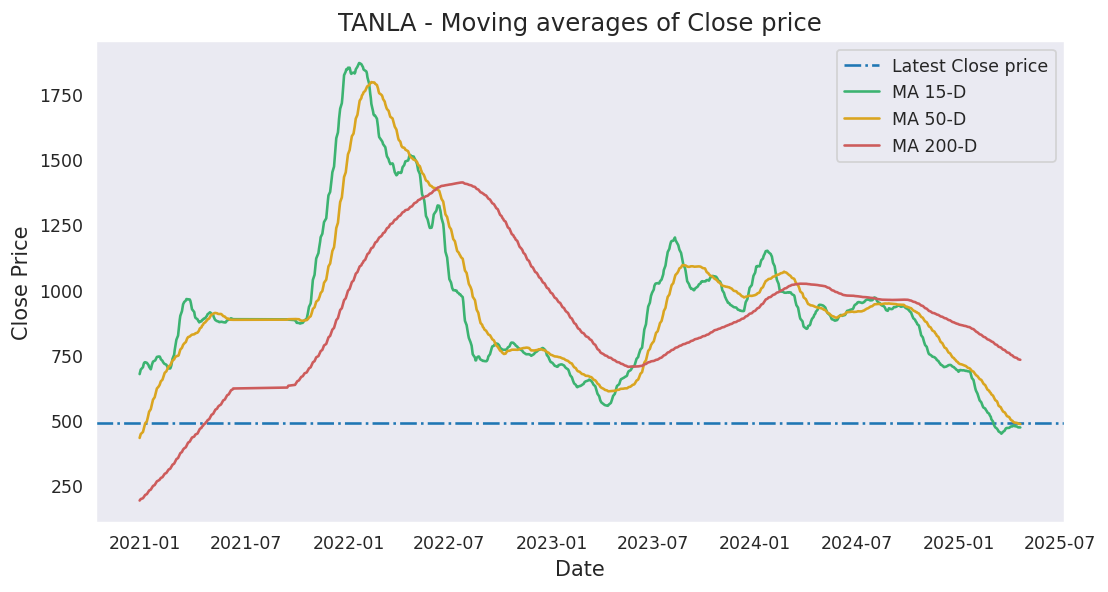 TANLA - Moving averages of Close price
Latest Close price
MA 15-D
MA 50-D
MA 200-D
Close Price
1750
1500
1250
1000
750
500
250
2021-01 2021-07 2022-01 2022-07 2023-01 2023-07 2024-01 2024-07 2025-01 2025-07
Date